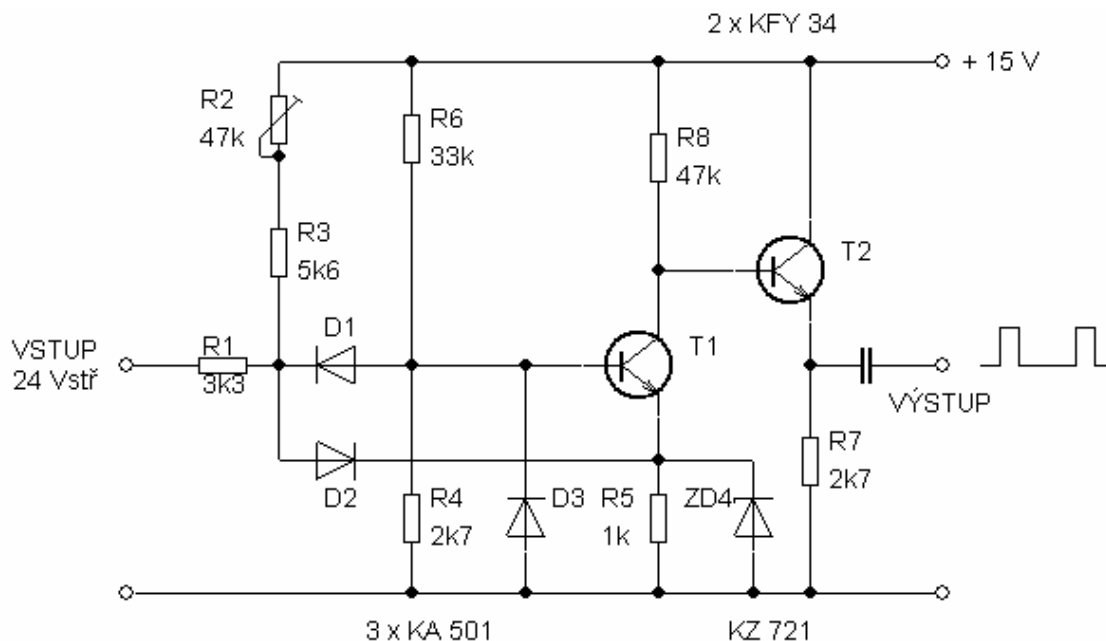 2 x KFY 34
+ 15 V
R2
47k
R6
33k
R8
47k
R3
5k6
T2
D1
T1
VSTUP
24 Vstř
R1
3k3
VÝSTUP
D2
R4
2k7
D3
R5
1k
ZD4
R7
2k7
3 x KA 501
KZ 721